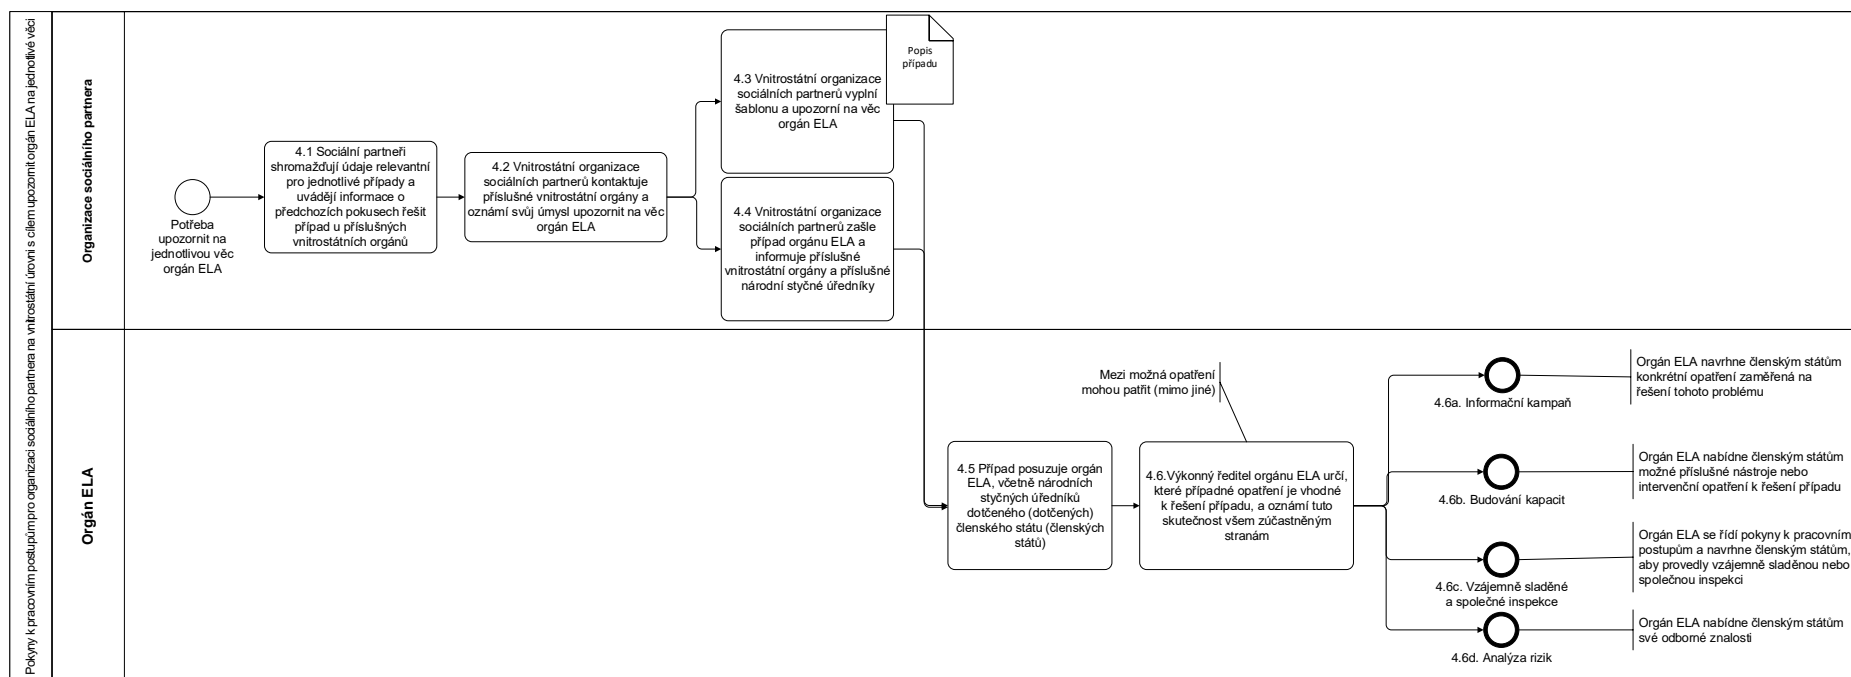 Pokyny k pracovním postupům pro organizaci sociálního partnera na vnitrostátní úrovni s cílem upozornit orgán ELA na jednotlivé věci
Organizace sociálního partnera
Potřeba
upozornit na
jednotlivou věc
orgán ELA
4.1 Sociální partneři
shromažďují údaje relevantní
pro jednotlivé případy a
uvádějí informace o
předchozích pokusech řešit
případ u příslušných
vnitrostátních orgánů
4.2 Vnitrostátní organizace
sociálních partnerů kontaktuje
příslušné vnitrostátní orgány a
oznámí svůj úmysl upozornit na věc
orgán ELA
4.3 Vnitrostátní organizace
sociálních partnerů vyplní
šablonu a upozorní na věc
orgán ELA
Popis
případu
4.4 Vnitrostátní organizace
sociálních partnerů zašle
případ orgánu ELA a
informuje příslušné
vnitrostátní orgány a příslušné
národní styčné úředníky
Orgán ELA
4.5 Případ posuzuje orgán
ELA, včetně národních
styčných úředníků
dotčeného (dotčených)
členského státu (členských
států)
Mezi možná opatření
mohou patřit (mimo jiné)
4.6.Výkonný ředitel orgánu ELA určí,
které případné opatření je vhodné
k řešení případu, a oznámí tuto
skutečnost všem zúčastněným
stranám
4.6a. Informační kampaň
Orgán ELA navrhne členským státům
konkrétní opatření zaměřená na
řešení tohoto problému
4.6b. Budování kapacit
Orgán ELA nabídne členským státům
možné příslušné nástroje nebo
intervenční opatření k řešení případu
4.6c. Vzájemně sladěné
a společné inspekce
Orgán ELA se řídí pokyny k pracovním
postupům a navrhne členským státům,
aby provedly vzájemně sladěnou nebo
společnou inspekci
4.6d. Analýza rizik
Orgán ELA nabídne členským státům
své odborné znalosti